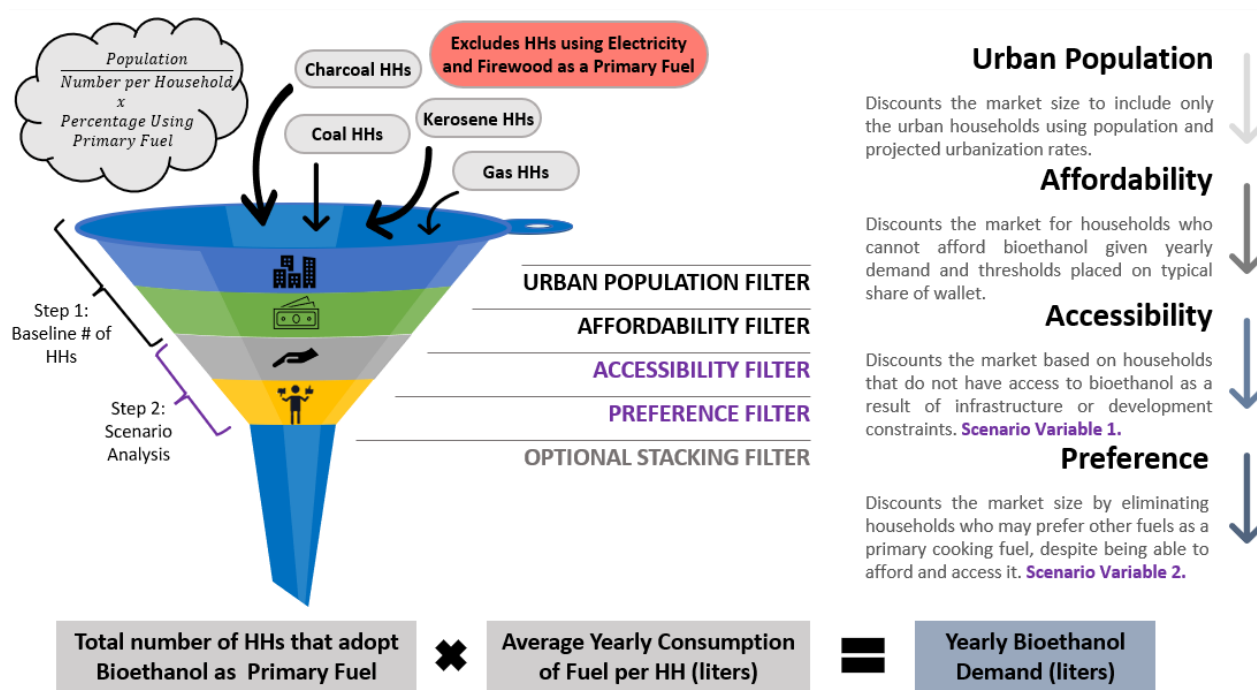 Population
Number per Household
x
Percentage Using
Primary Fuel
Charcoal HHs
Excludes HHs using Electricity
and Firewood as a Primary Fuel
Coal HHs
Kerosene HHs
Gas HHs
Step 1:
Baseline # of
HHs
Step 2:
Scenario
Analysis
URBAN POPULATION FILTER
AFFORDABILITY FILTER
ACCESSIBILITY FILTER
PREFERENCE FILTER
OPTIONAL STACKING FILTER
Urban Population
Discounts the market size to include only
the urban households using population and
projected urbanization rates.
Affordability
Discounts the market for households who
cannot afford bioethanol given yearly
demand and thresholds placed on typical
share of wallet.
Accessibility
Discounts the market based on households
that do not have access to bioethanol as a
result of infrastructure or development
constraints. Scenario Variable 1.
Preference
Discounts the market size by eliminating
households who may prefer other fuels as a
primary cooking fuel, despite being able to
afford and access it. Scenario Variable 2.
Total number of HHs that adopt
Bioethanol as Primary Fuel
Average Yearly Consumption
of Fuel per HH (liters)
Yearly Bioethanol
Demand (liters)